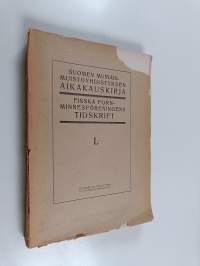 SUOMEN MUINAIS-
MUISTOYHDISTYKSEN
AIKAKAUSKIRJA
FINSKA FORN-
MINNESFÖRENINGENS
TIDSKRIFT
L